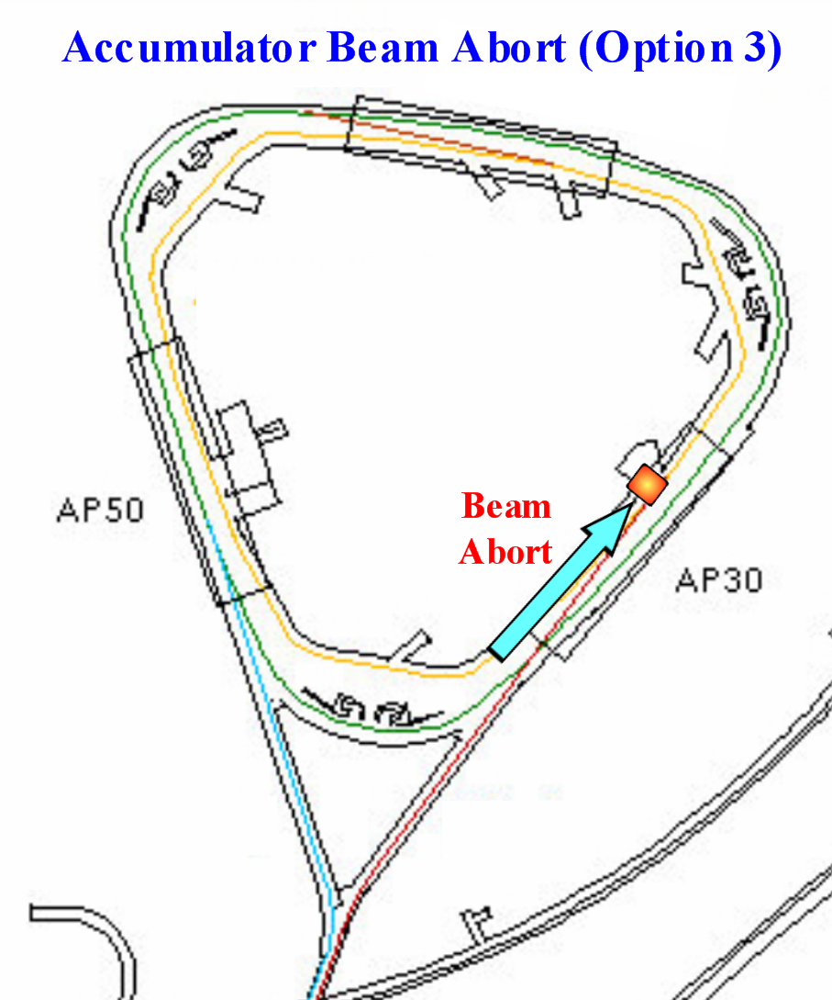 Accumulator Beam Abort (Option 3)
AP50
Beam
Abort
AP30